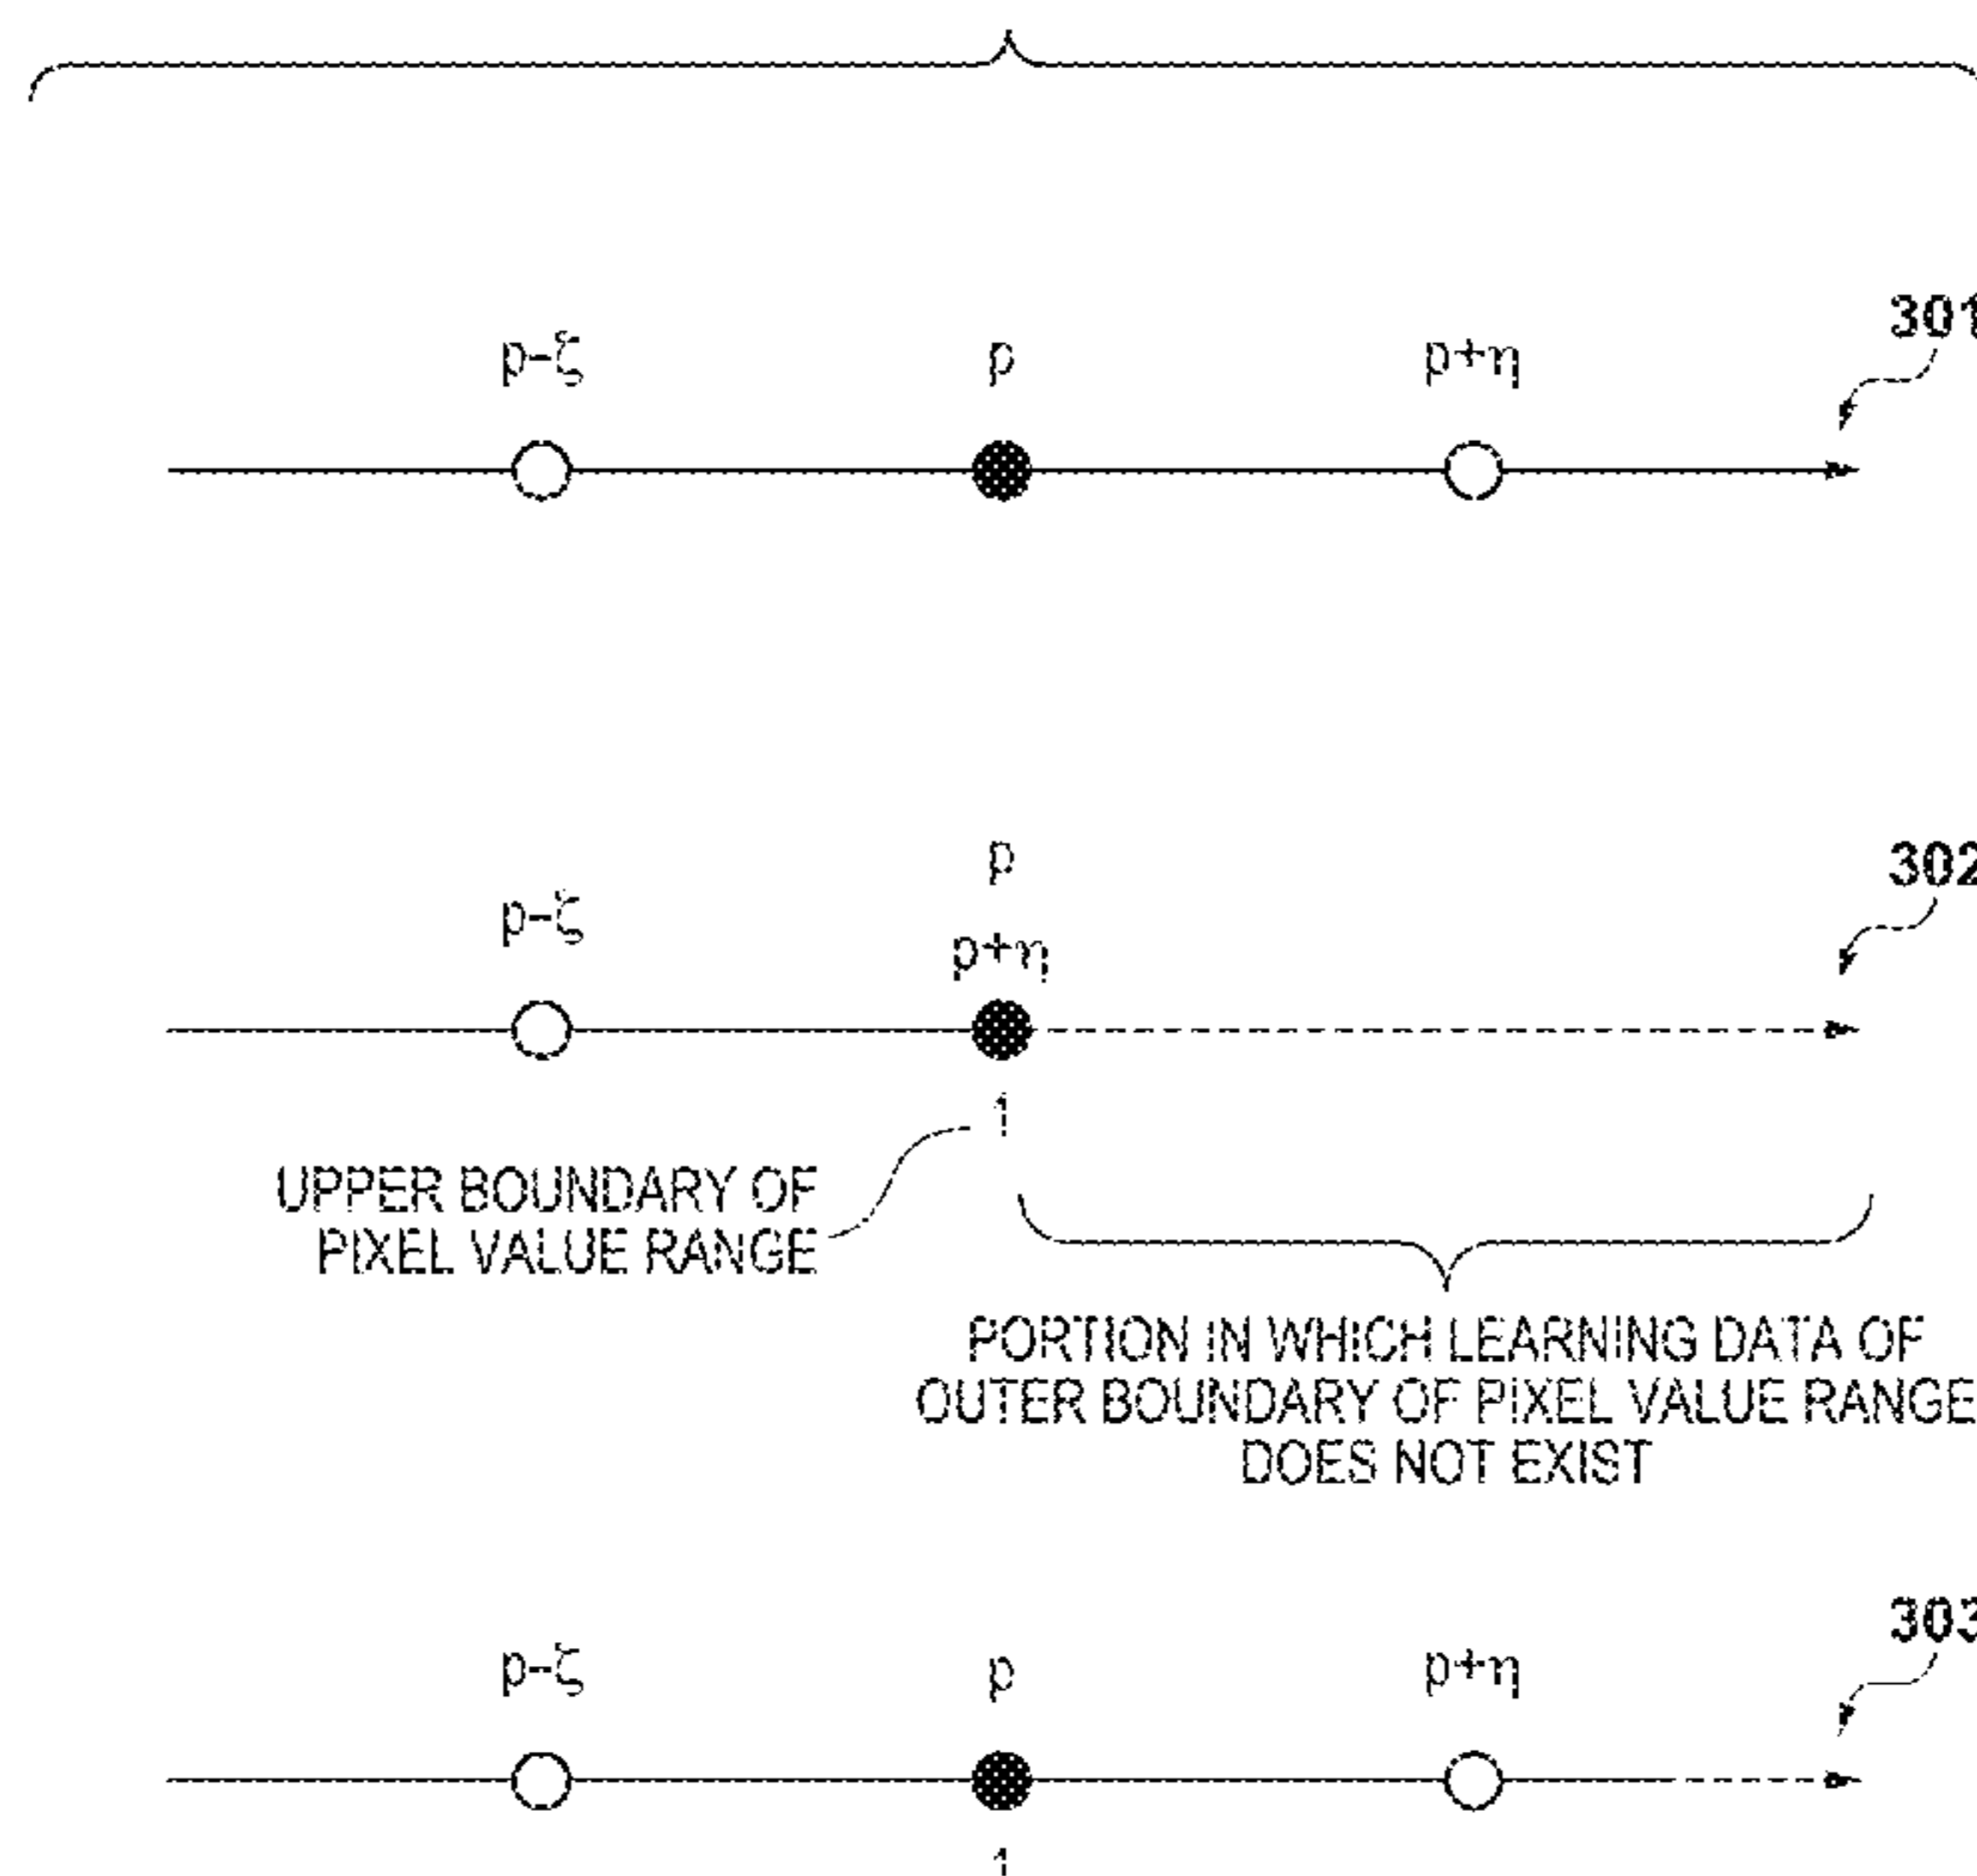 301
p-ζ p p+η
302
p
p-ζ
p+η
1
UPPER BOUNDARY OF
PIXEL VALUE RANGE
PORTION IN WHICH LEARNING DATA OF
OUTER BOUNDARY OF PIXEL VALUE RANGE
DOES NOT EXIST
303
p-ζ p p+η
1